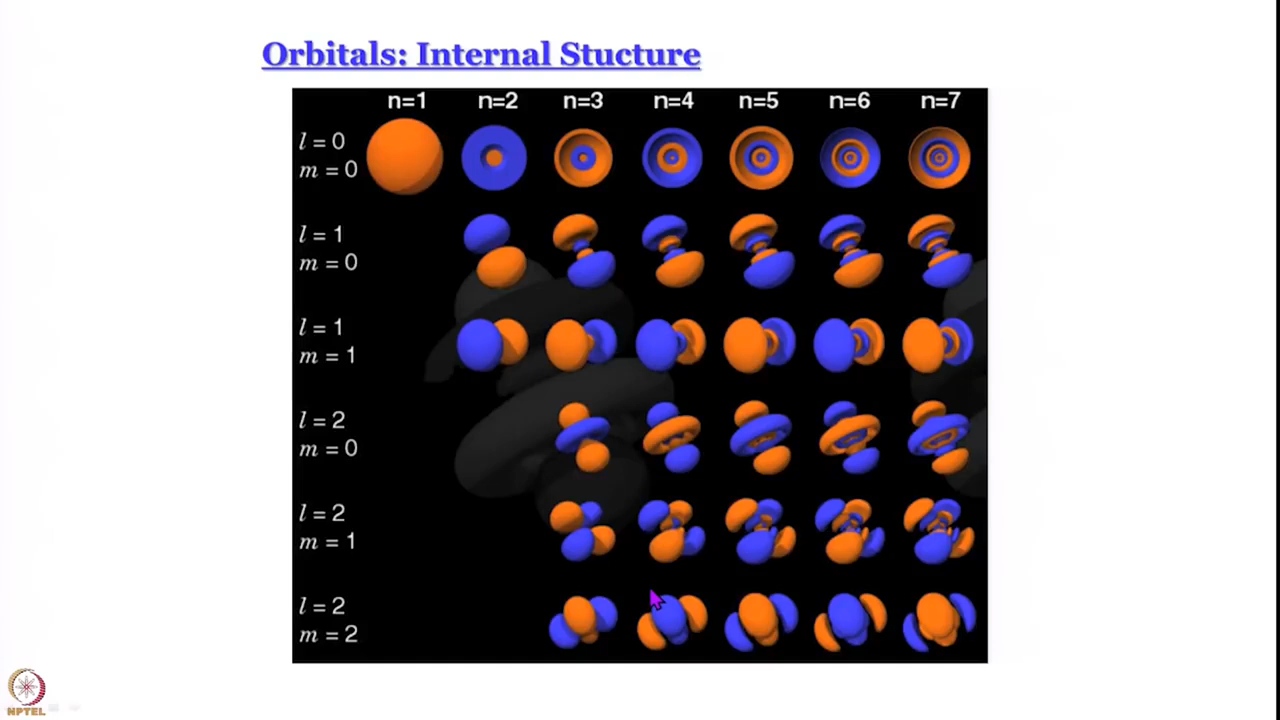 Orbitals: Internal Stucture
n=1 n=2 n=3 n=4 n=5 n=6 n=7
l = 0
m = 0
l = 1
m = 0
l = 1
m = 1
l = 2
m = 0
l = 2
m = 1
l = 2
m = 2
NPTEL